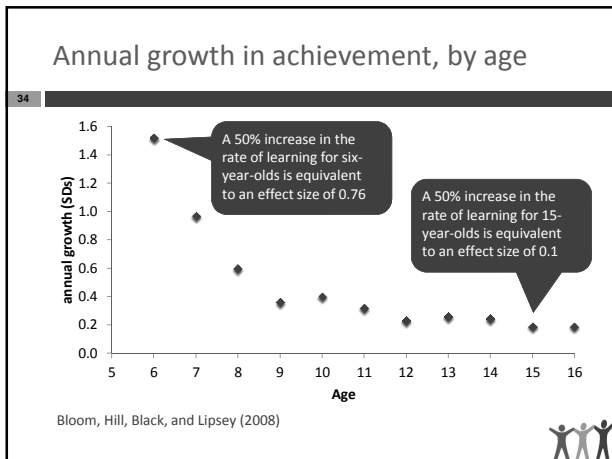 Annual growth in achievement, by age
34
1.6
1.4
1.2
1.0
0.8
0.6
0.4
0.2
0.0
annual growth (SDs)
A 50% increase in the
rate of learning for six-
year-olds is equivalent
to an effect size of 0.76
A 50% increase in the
rate of learning for 15-
year-olds is equivalent
to an effect size of 0.1
5 6 7 8 9 10 11 12 13 14 15 16
Age
Bloom, Hill, Black, and Lipsey (2008)